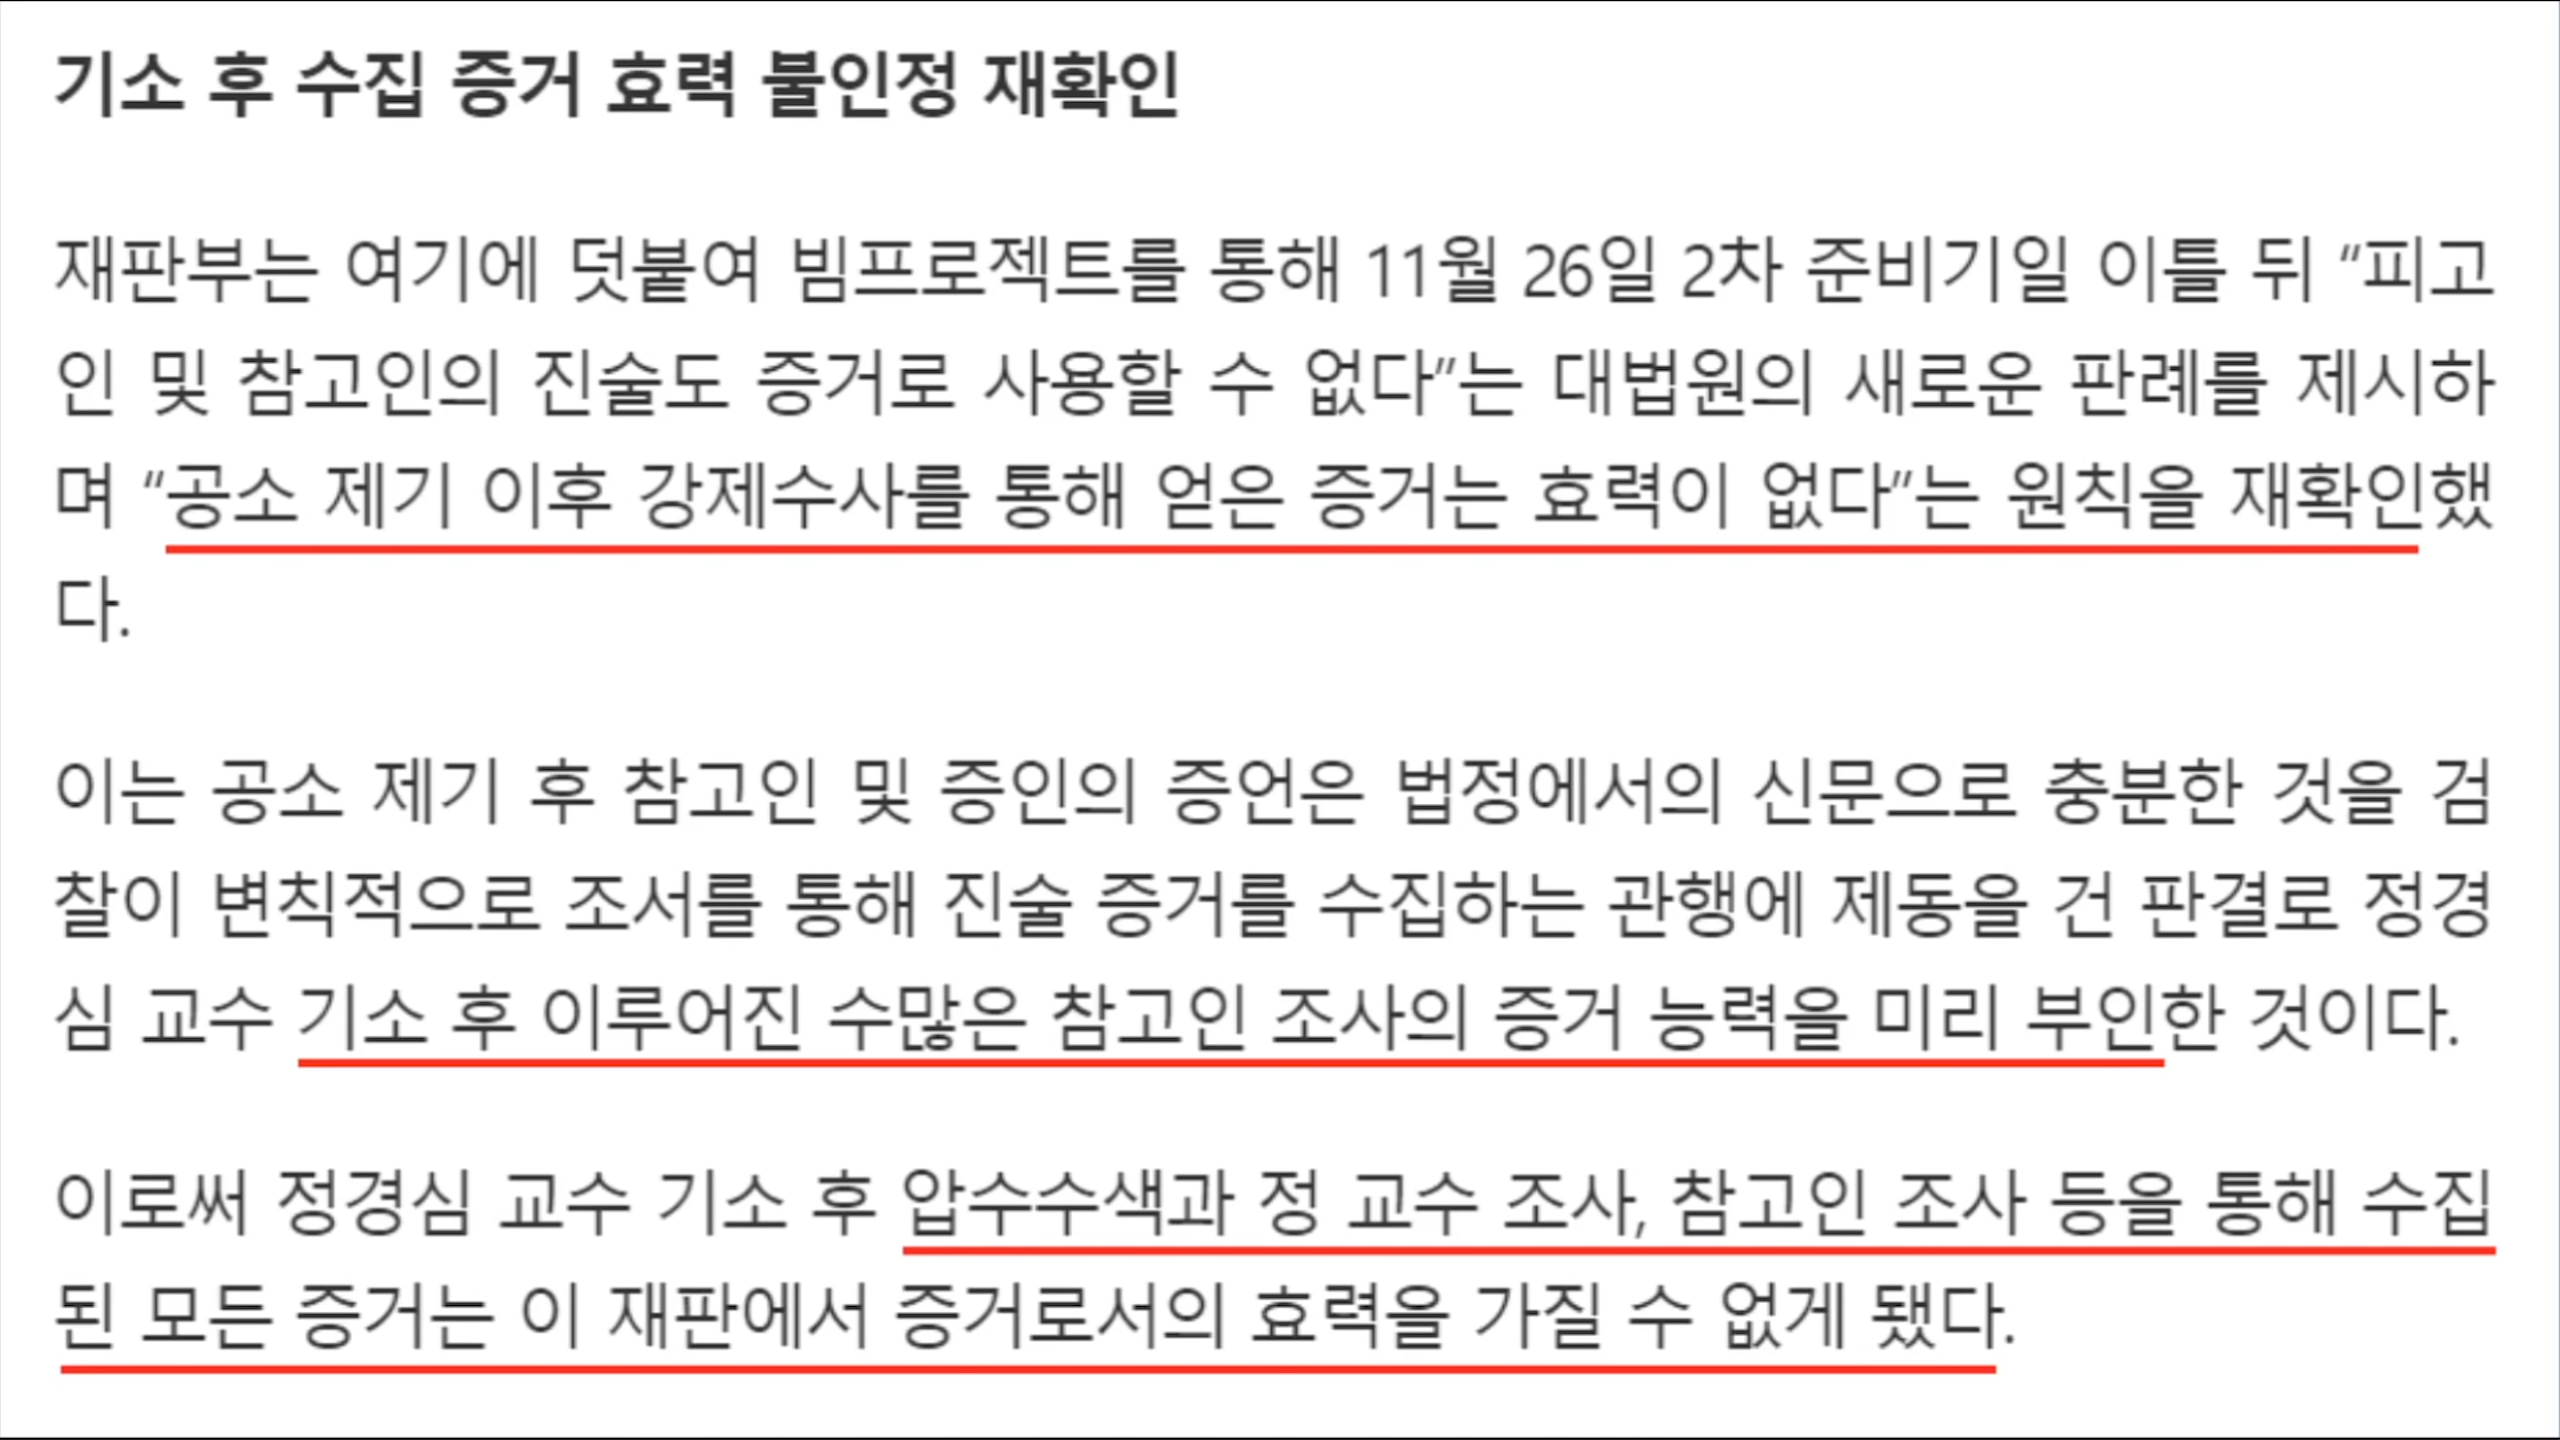 기소 후 수집 증거 효력 불인정 재확인
재판부는 여기에 덧붙여 빔프로젝트를 통해 11월 26일 2차 준비기일 이틀 뒤 “피고
인 및 참고인의 진술도 증거로 사용할 수 없다”는 대법원의 새로운 판례를 제시하
며 “공소 제기 이후 강제수사를 통해 얻은 증거는 효력이 없다”는 원칙을 재확인했
다.
이는 공소 제기 후 참고인 및 증인의 증언은 법정에서의 신문으로 충분한 것을 검
찰이 변칙적으로 조서를 통해 진술 증거를 수집하는 관행에 제동을 건 판결로 정경
심 교수 기소 후 이루어진 수많은 참고인 조사의 증거 능력을 미리 부인한 것이다.
이로써 정경심 교수 기소 후 압수수색과 정 교수 조사, 참고인 조사 등을 통해 수집
된 모든 증거는 이 재판에서 증거로서의 효력을 가질 수 없게 됐다.